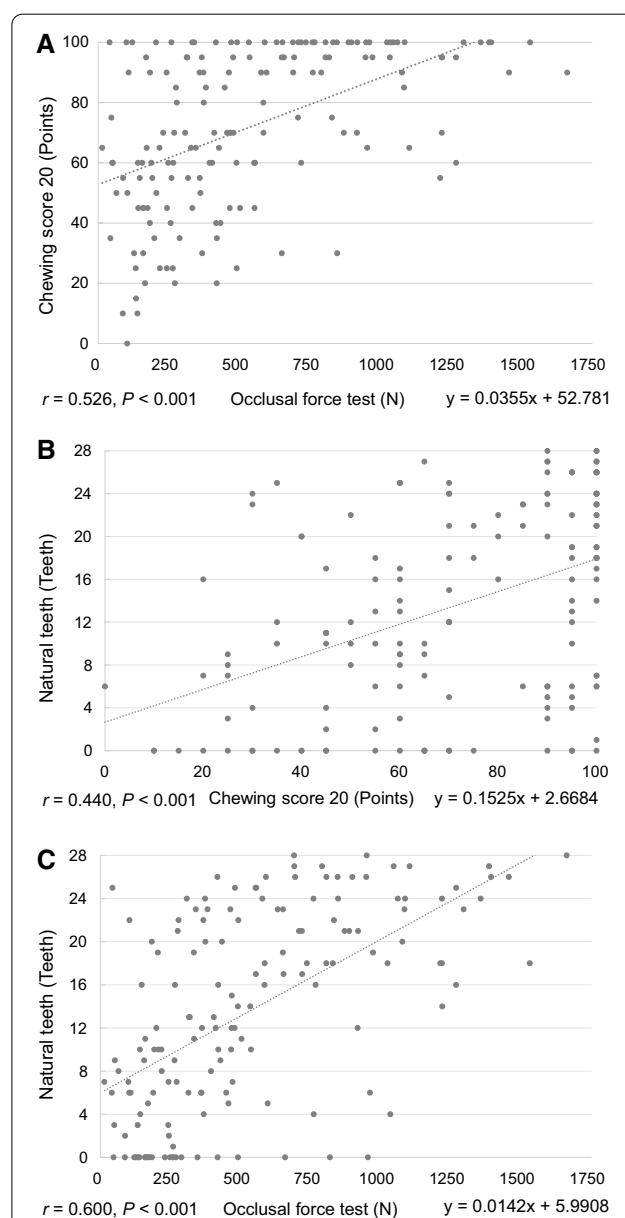 A
Chewing score 20 (Points)
100
80
60
40
20
0
0 250 500 750 1000 1250 1500 1750
r = 0.526, P < 0.001 Occlusal force test (N) y = 0.0355x + 52.781
B
Natural teeth (Teeth)
28
24
20
16
12
8
4
0
0 20 40 60 80 100
r = 0.440, P < 0.001 Chewing score 20 (Points) y = 0.1525x + 2.6684
C
Natural teeth (Teeth)
28
24
20
16
12
8
4
0
0 250 500 750 1000 1250 1500 1750
r = 0.600, P < 0.001 Occlusal force test (N) y = 0.0142x + 5.9908